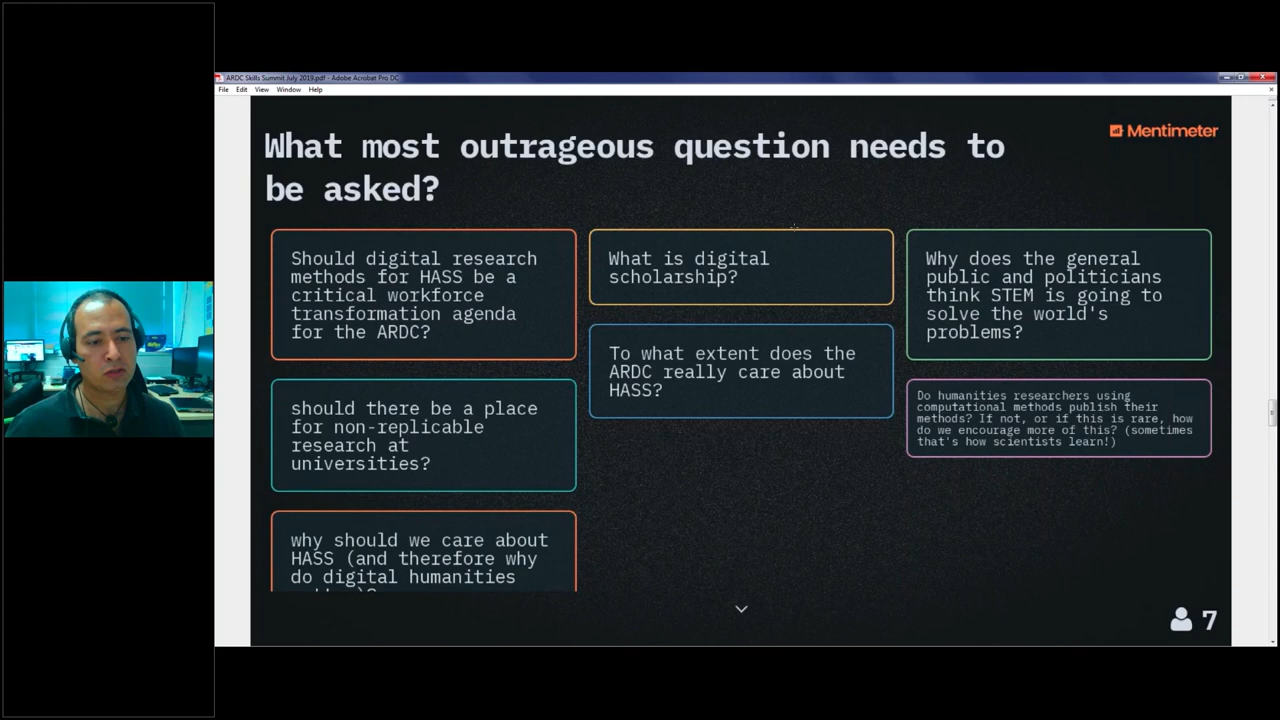 ARDC Skills Summit July 2019.pdf - Adobe Acrobat Pro DC
File Edit View Window Help
Mentimeter
What most outrageous question needs to
be asked?
Should digital research
methods for HASS be a
critical workforce
transformation agenda
for the ARDC?
What is digital
scholarship?
Why does the general
public and politicians
think STEM is going to
solve the world's
problems?
should there be a place
for non-replicable
research at
universities?
To what extent does the
ARDC really care about
HASS?
Do humanities researchers using
computational methods publish their
methods? If not, or if this is rare, how
do we encourage more of this? (sometimes
that's how scientists learn!)
why should we care about
HASS (and therefore why
do digital humanities
7